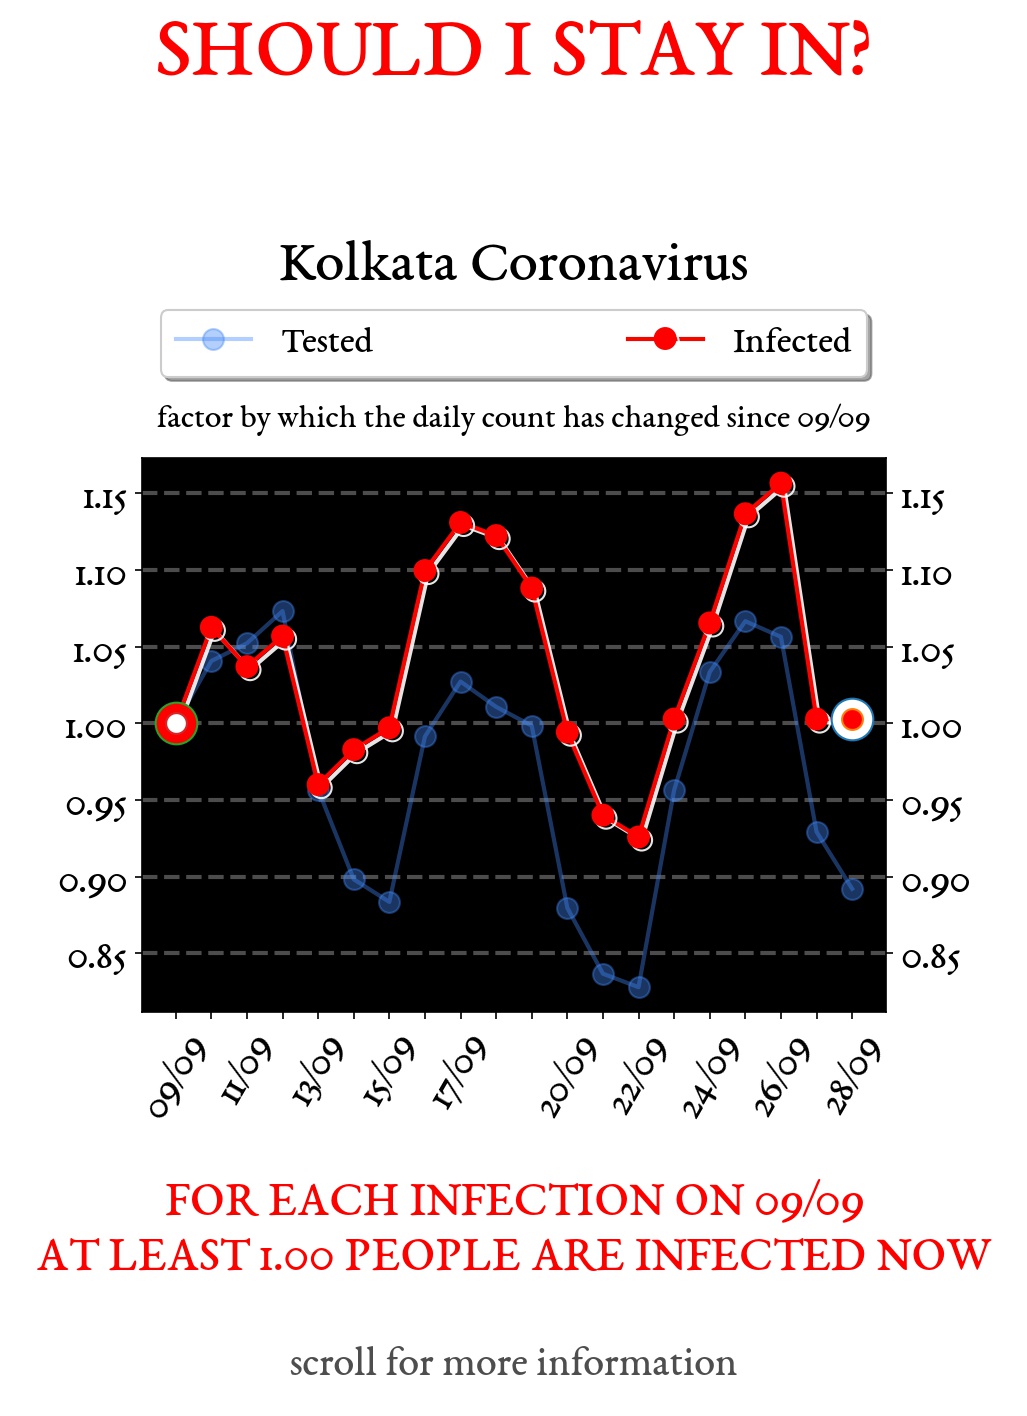 SHOULD I STAY IN?
Kolkata Coronavirus
Tested Infected
factor by which the daily count has changed since 09/09
1.15 1.15
1.10 1.10
1.05 1.05
1.00 1.00
0.95 0.95
0.90 0.90
0.85 0.85
09/09 11/09 13/09 15/09 17/09 20/09 22/09 24/09 26/09 28/09
FOR EACH INFECTION ON 09/09
AT LEAST 1.00 PEOPLE ARE INFECTED NOW
scroll for more information